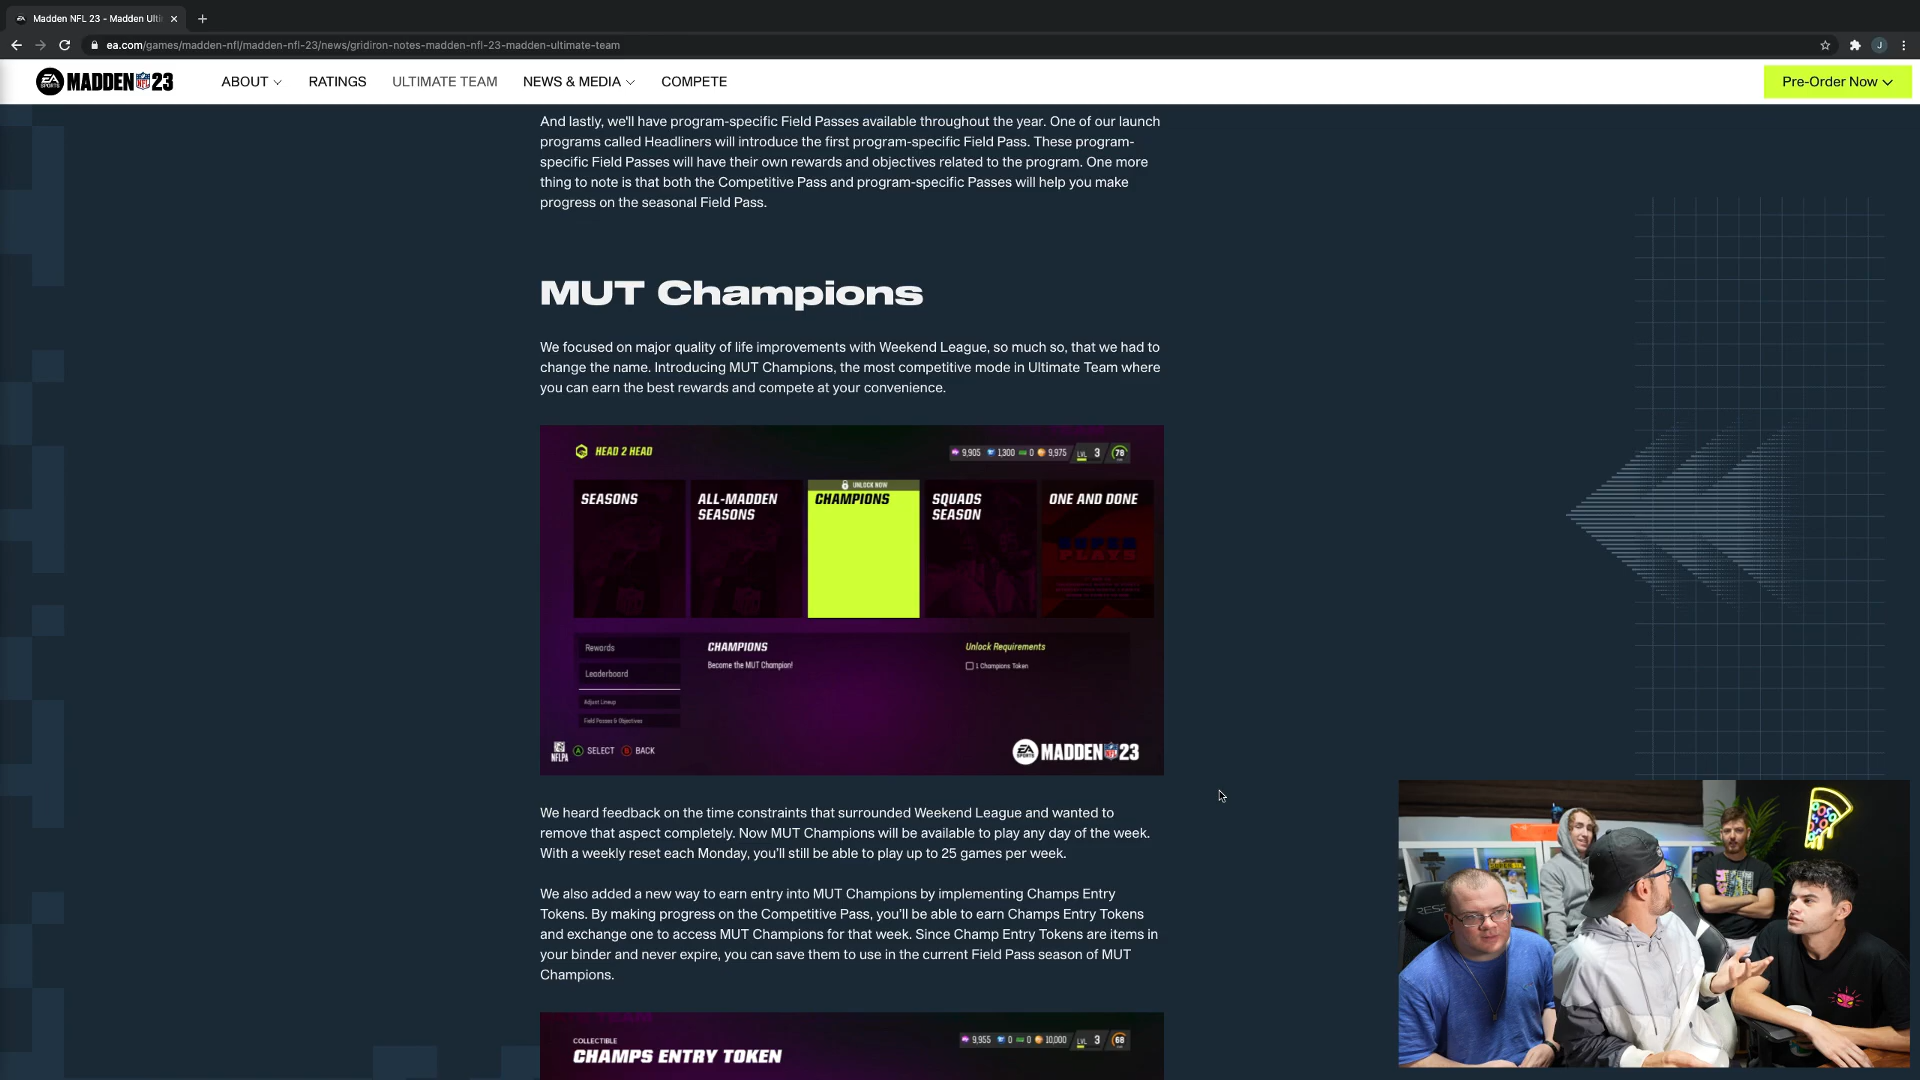 Madden NFL 23 - Madden Ulti
ea.com/games/madden-nfl/madden-nfl-23/news/gridiron-notes-madden-nfl-23-madden-ultimate-team
J
EA SPORTS MADDEN NFL 23
ABOUT
RATINGS
ULTIMATE TEAM
NEWS & MEDIA
COMPETE
Pre-Order Now
And lastly, we'll have program-specific Field Passes available throughout the year. One of our launch
programs called Headliners will introduce the first program-specific Field Pass. These program-
specific Field Passes will have their own rewards and objectives related to the program. One more
thing to note is that both the Competitive Pass and program-specific Passes will help you make
progress on the seasonal Field Pass.
MUT Champions
We focused on major quality of life improvements with Weekend League, so much so, that we had to
change the name. Introducing MUT Champions, the most competitive mode in Ultimate Team where
you can earn the best rewards and compete at your convenience.
HEAD 2 HEAD
9,905 1,300 0 9,975 LVL 3 78
UNLOCK NOW
SEASONS
ALL-MADDEN
SEASONS
CHAMPIONS
SQUADS
SEASON
ONE AND DONE
SUPER
PLAYS
Rewards
Leaderboard
Adjust Lineup
Field Passes & Objectives
CHAMPIONS
Become the MUT Champion!
Unlock Requirements
1 Champions Token
NFLPA
A SELECT B BACK
EA SPORTS MADDEN NFL 23
We heard feedback on the time constraints that surrounded Weekend League and wanted to
remove that aspect completely. Now MUT Champions will be available to play any day of the week.
With a weekly reset each Monday, you'll still be able to play up to 25 games per week.
We also added a new way to earn entry into MUT Champions by implementing Champs Entry
Tokens. By making progress on the Competitive Pass, you'll be able to earn Champs Entry Tokens
and exchange one to access MUT Champions for that week. Since Champ Entry Tokens are items in
your binder and never expire, you can save them to use in the current Field Pass season of MUT
Champions.
COLLECTIBLE
CHAMPS ENTRY TOKEN
9,955 0 0 10,000 LVL 3 68